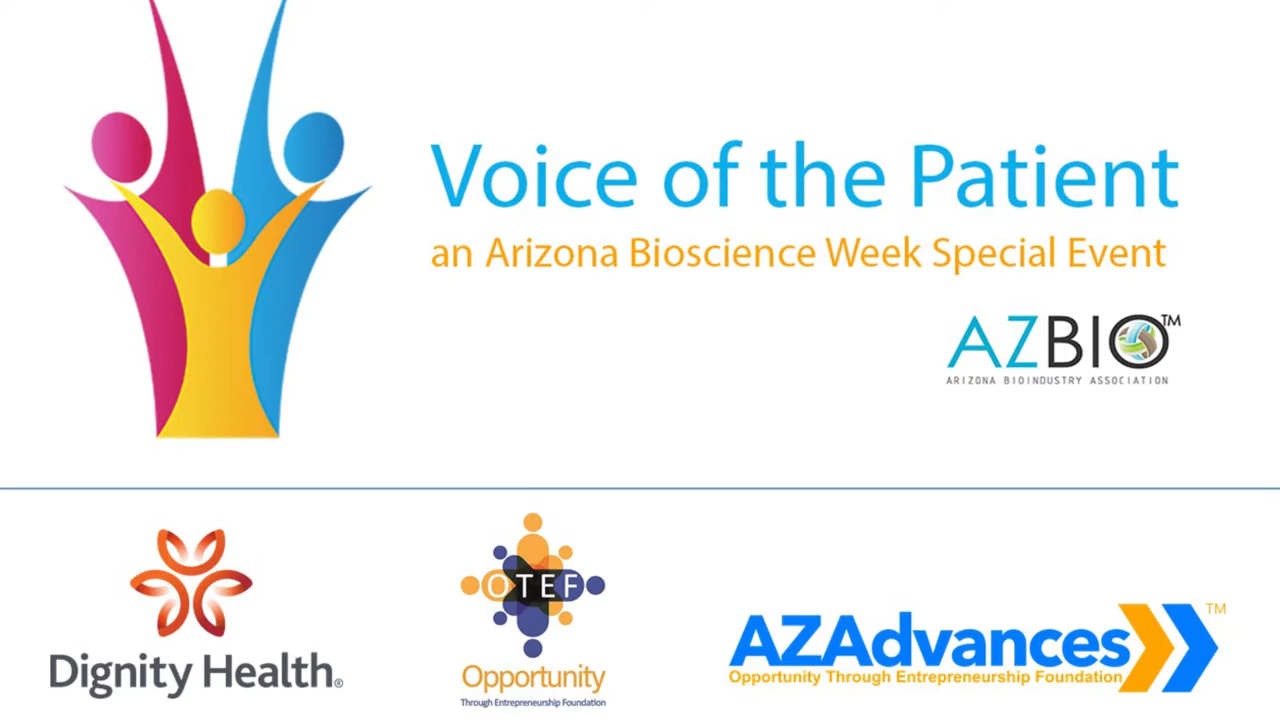 Voice of the Patient
an Arizona Bioscience Week Special Event
AZBIO™
ARIZONA BIOINDUSTRY ASSOCIATION
Dignity Health®
OTEF
Opportunity
Through Entrepreneurship Foundation
AZAdvances™
Opportunity Through Entrepreneurship Foundation